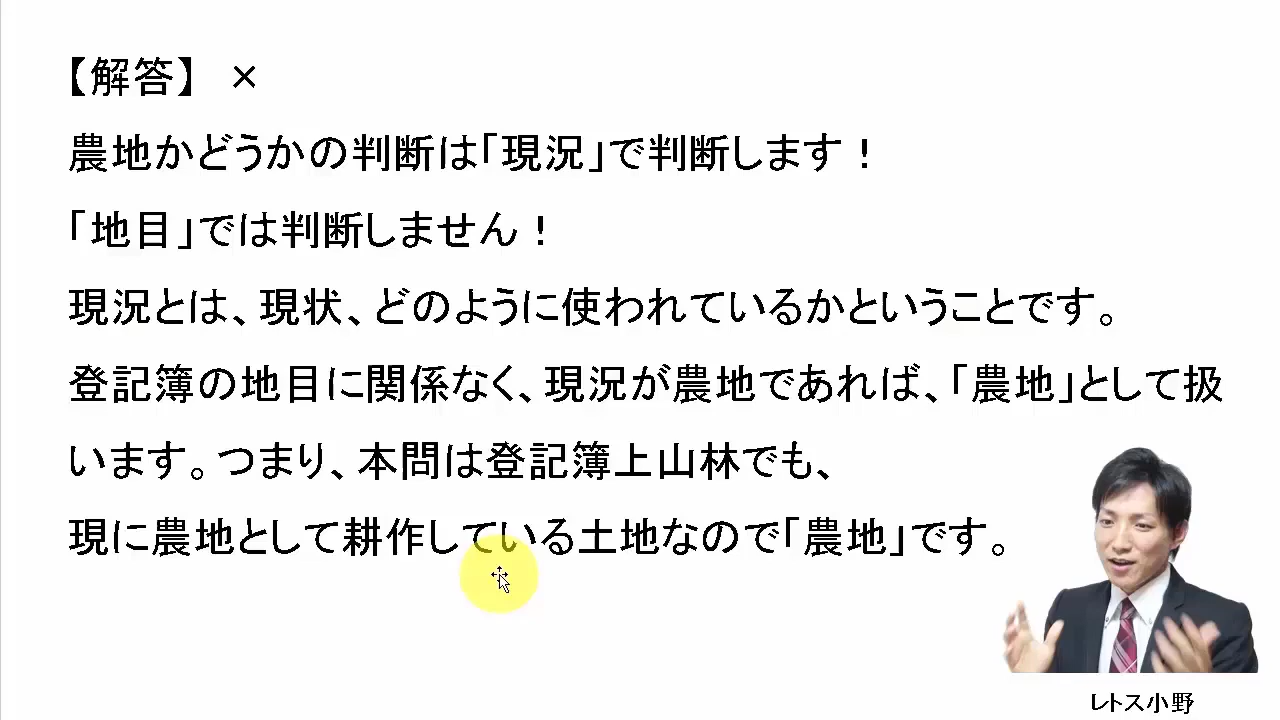 【解答】 ×
農地かどうかの判断は「現況」で判断します！
「地目」では判断しません！
現況とは、現状、どのように使われているかということです。
登記簿の地目に関係なく、現況が農地であれば、「農地」として扱
います。つまり、本問は登記簿上山林でも、
現に農地として耕作している土地なので「農地」です。
レトス小野